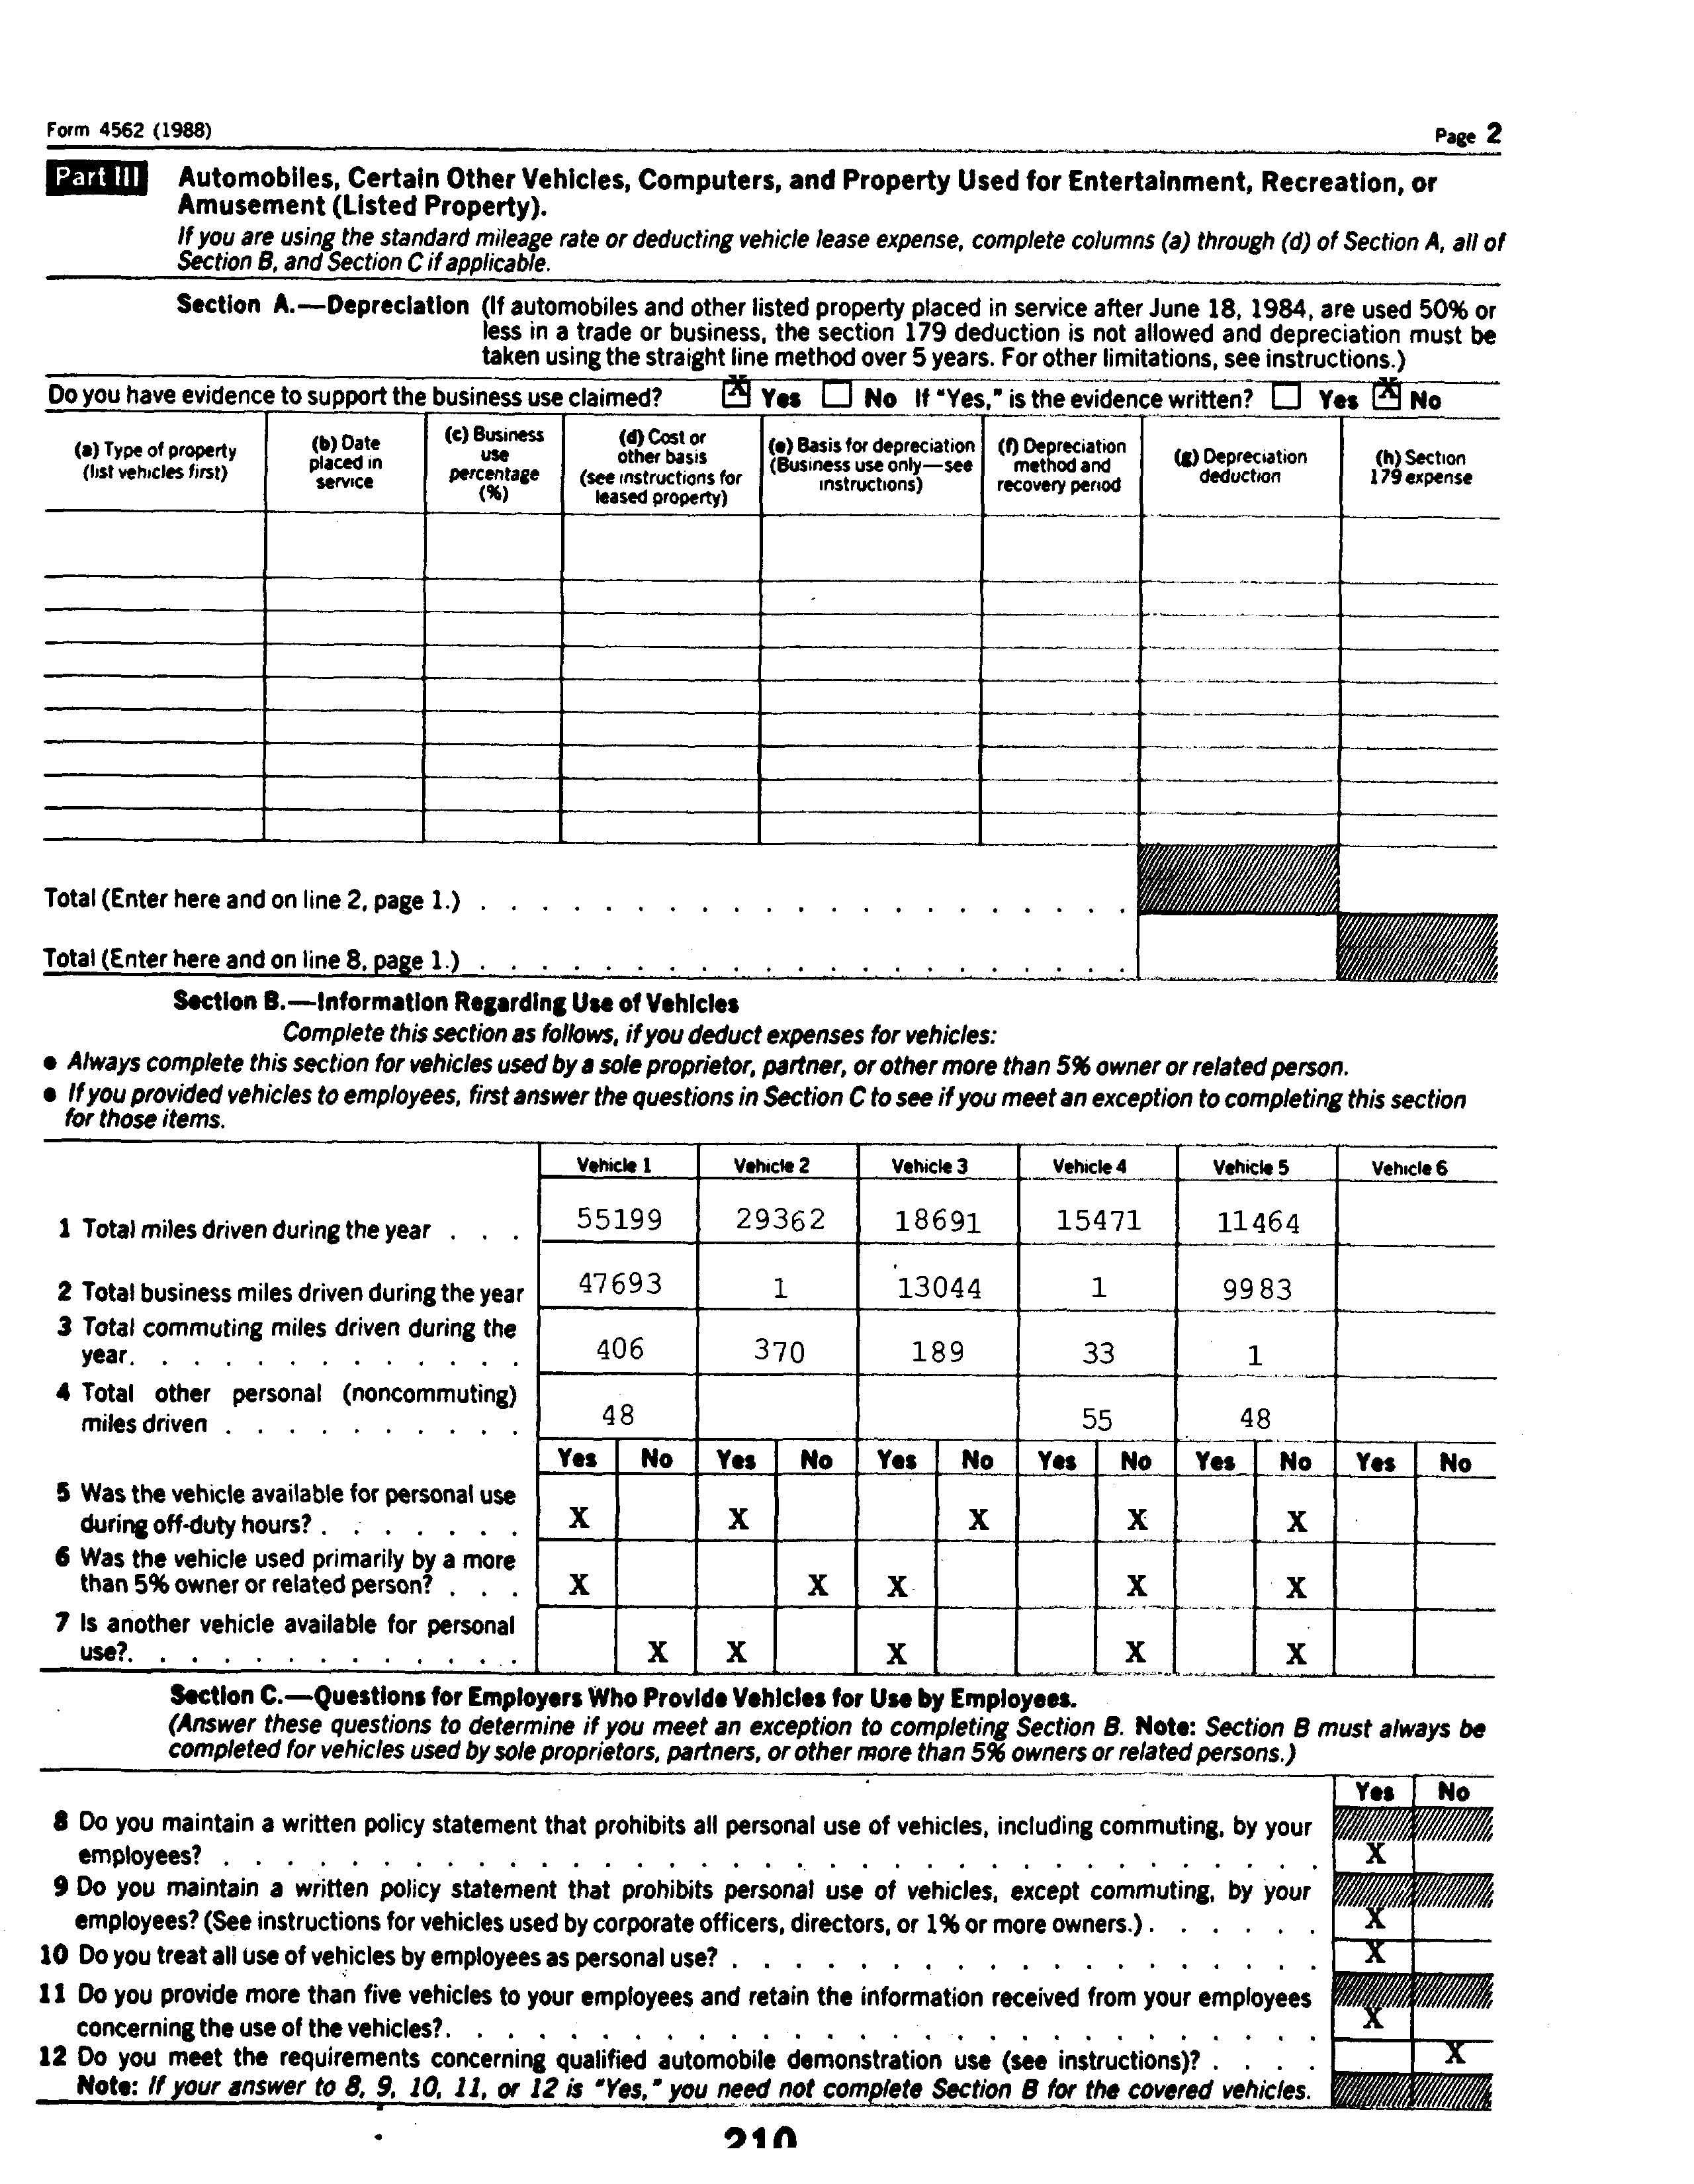 Form 4562 (1988)
Page 2
Part III Automobiles, Certain Other Vehicles, Computers, and Property Used for Entertainment, Recreation, or
Amusement (Listed Property).
If you are using the standard mileage rate or deducting vehicle lease expense, complete columns (a) through (d) of Section A, all of
Section B, and Section C if applicable.
Section A.—Depreciation (If automobiles and other listed property placed in service after June 18, 1984, are used 50% or
less in a trade or business, the section 179 deduction is not allowed and depreciation must be
taken using the straight line method over 5 years. For other limitations, see instructions.)
Do you have evidence to support the business use claimed? X Yes No If "Yes," is the evidence written? Yes X No
(a) Type of property
(list vehicles first)
(b) Date
placed in
service
(c) Business
use
percentage
(%)
(d) Cost or
other basis
(see instructions for
leased property)
(e) Basis for depreciation
(Business use only—see
instructions)
(f) Depreciation
method and
recovery period
(g) Depreciation
deduction
(h) Section
179 expense
Total (Enter here and on line 2, page 1.) . . . . . . . . . . . . . . . . . . . . .
Total (Enter here and on line 8, page 1.) . . . . . . . . . . . . . . . . . . . . .
Section B.—Information Regarding Use of Vehicles
Complete this section as follows, if you deduct expenses for vehicles:
● Always complete this section for vehicles used by a sole proprietor, partner, or other more than 5% owner or related person.
● If you provided vehicles to employees, first answer the questions in Section C to see if you meet an exception to completing this section
for those items.
Vehicle 1 Vehicle 2 Vehicle 3 Vehicle 4 Vehicle 5 Vehicle 6
1 Total miles driven during the year . . . 55199 29362 18691 15471 11464
2 Total business miles driven during the year 47693 1 13044 1 9983
3 Total commuting miles driven during the
year. . . . . . . . . . . . . 406 370 189 33 1
4 Total other personal (noncommuting)
miles driven . . . . . . . . . . 48 55 48
Yes No Yes No Yes No Yes No Yes No Yes No
5 Was the vehicle available for personal use
during off-duty hours? . . . . . . . X X X X X
6 Was the vehicle used primarily by a more
than 5% owner or related person? . . . X X X X X
7 Is another vehicle available for personal
use?. . . . . . . . . . . . . X X X X X
Section C.—Questions for Employers Who Provide Vehicles for Use by Employees.
(Answer these questions to determine if you meet an exception to completing Section B. Note: Section B must always be
completed for vehicles used by sole proprietors, partners, or other more than 5% owners or related persons.)
Yes No
8 Do you maintain a written policy statement that prohibits all personal use of vehicles, including commuting, by your
employees? . . . . . . . . . . . . . . . . . . . . . . . . . . . . . . . . . . . X
9 Do you maintain a written policy statement that prohibits personal use of vehicles, except commuting, by your
employees? (See instructions for vehicles used by corporate officers, directors, or 1% or more owners.) . . . . . . X
10 Do you treat all use of vehicles by employees as personal use? . . . . . . . . . . . . . . . . . . . X
11 Do you provide more than five vehicles to your employees and retain the information received from your employees
concerning the use of the vehicles?. . . . . . . . . . . . . . . . . . . . . . . . . . . . X
12 Do you meet the requirements concerning qualified automobile demonstration use (see instructions)? . . . . X
Note: If your answer to 8, 9, 10, 11, or 12 is "Yes," you need not complete Section B for the covered vehicles.
210